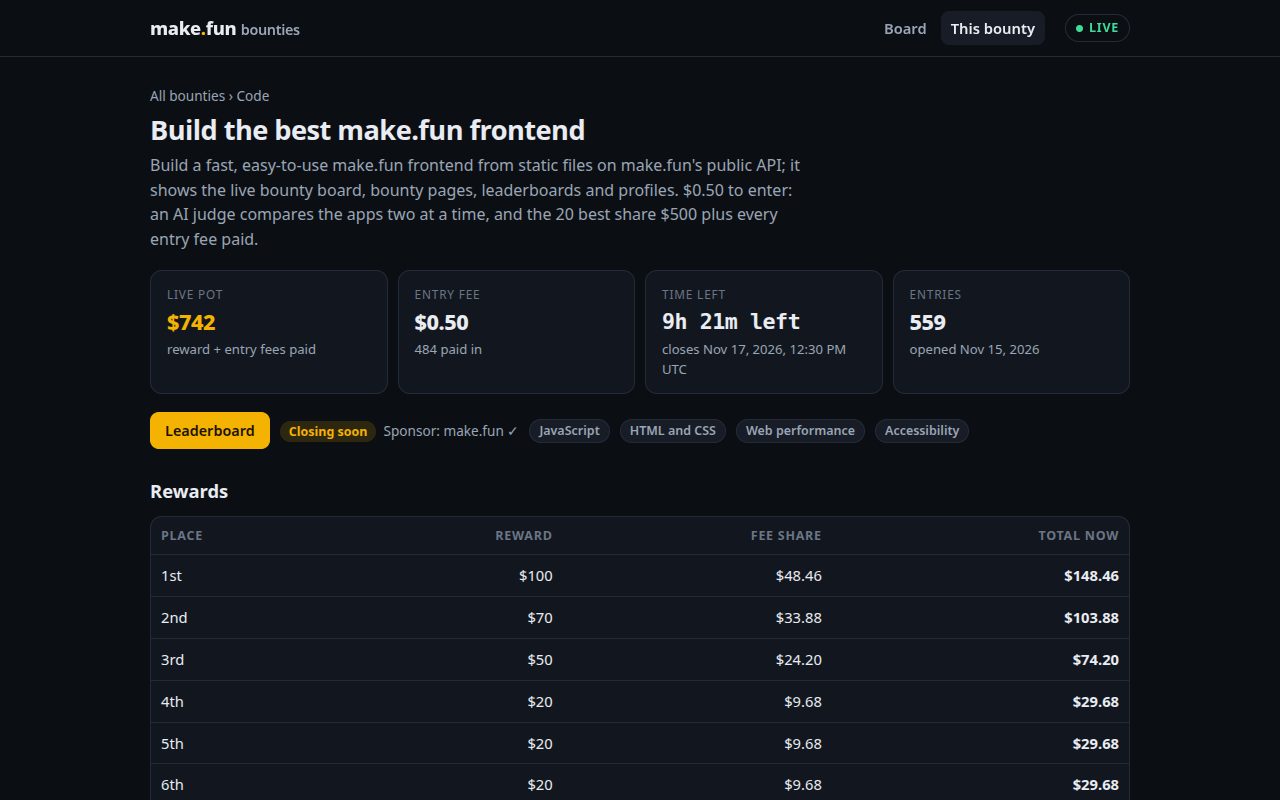 make.fun bounties
Board
This bounty
LIVE
All bounties › Code
Build the best make.fun frontend
Build a fast, easy-to-use make.fun frontend from static files on make.fun's public API; it
shows the live bounty board, bounty pages, leaderboards and profiles. $0.50 to enter:
an AI judge compares the apps two at a time, and the 20 best share $500 plus every
entry fee paid.
LIVE POT
$742
reward + entry fees paid
ENTRY FEE
$0.50
484 paid in
TIME LEFT
9h 21m left
closes Nov 17, 2026, 12:30 PM
UTC
ENTRIES
559
opened Nov 15, 2026
Leaderboard
Closing soon
Sponsor: make.fun ✓
JavaScript
HTML and CSS
Web performance
Accessibility
Rewards
PLACE REWARD FEE SHARE TOTAL NOW
1st $100 $48.46 $148.46
2nd $70 $33.88 $103.88
3rd $50 $24.20 $74.20
4th $20 $9.68 $29.68
5th $20 $9.68 $29.68
6th $20 $9.68 $29.68